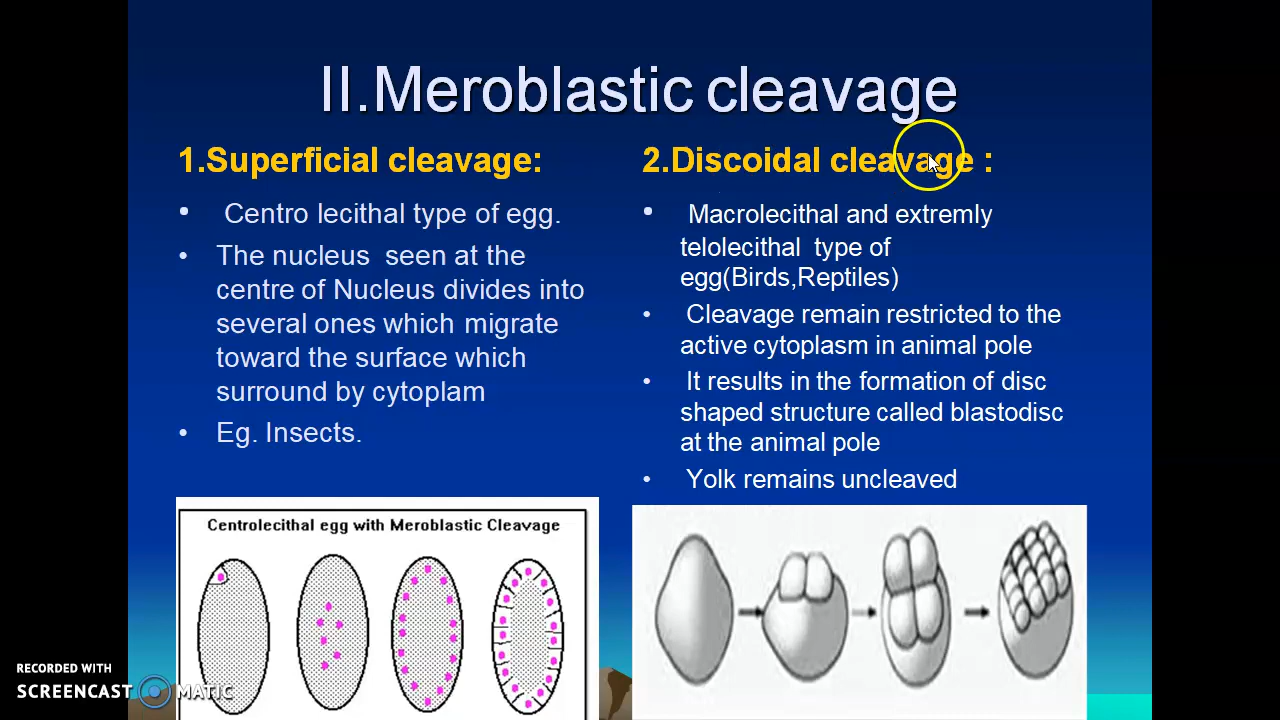 II.Meroblastic cleavage
1.Superficial cleavage:
• Centro lecithal type of egg.
• The nucleus seen at the
centre of Nucleus divides into
several ones which migrate
toward the surface which
surround by cytoplam
• Eg. Insects.
Centrolecithal egg with Meroblastic Cleavage
2.Discoidal cleavage :
• Macrolecithal and extremly
telolecithal type of
egg(Birds,Reptiles)
• Cleavage remain restricted to the
active cytoplasm in animal pole
• It results in the formation of disc
shaped structure called blastodisc
at the animal pole
• Yolk remains uncleaved
RECORDED WITH
SCREENCAST MATIC